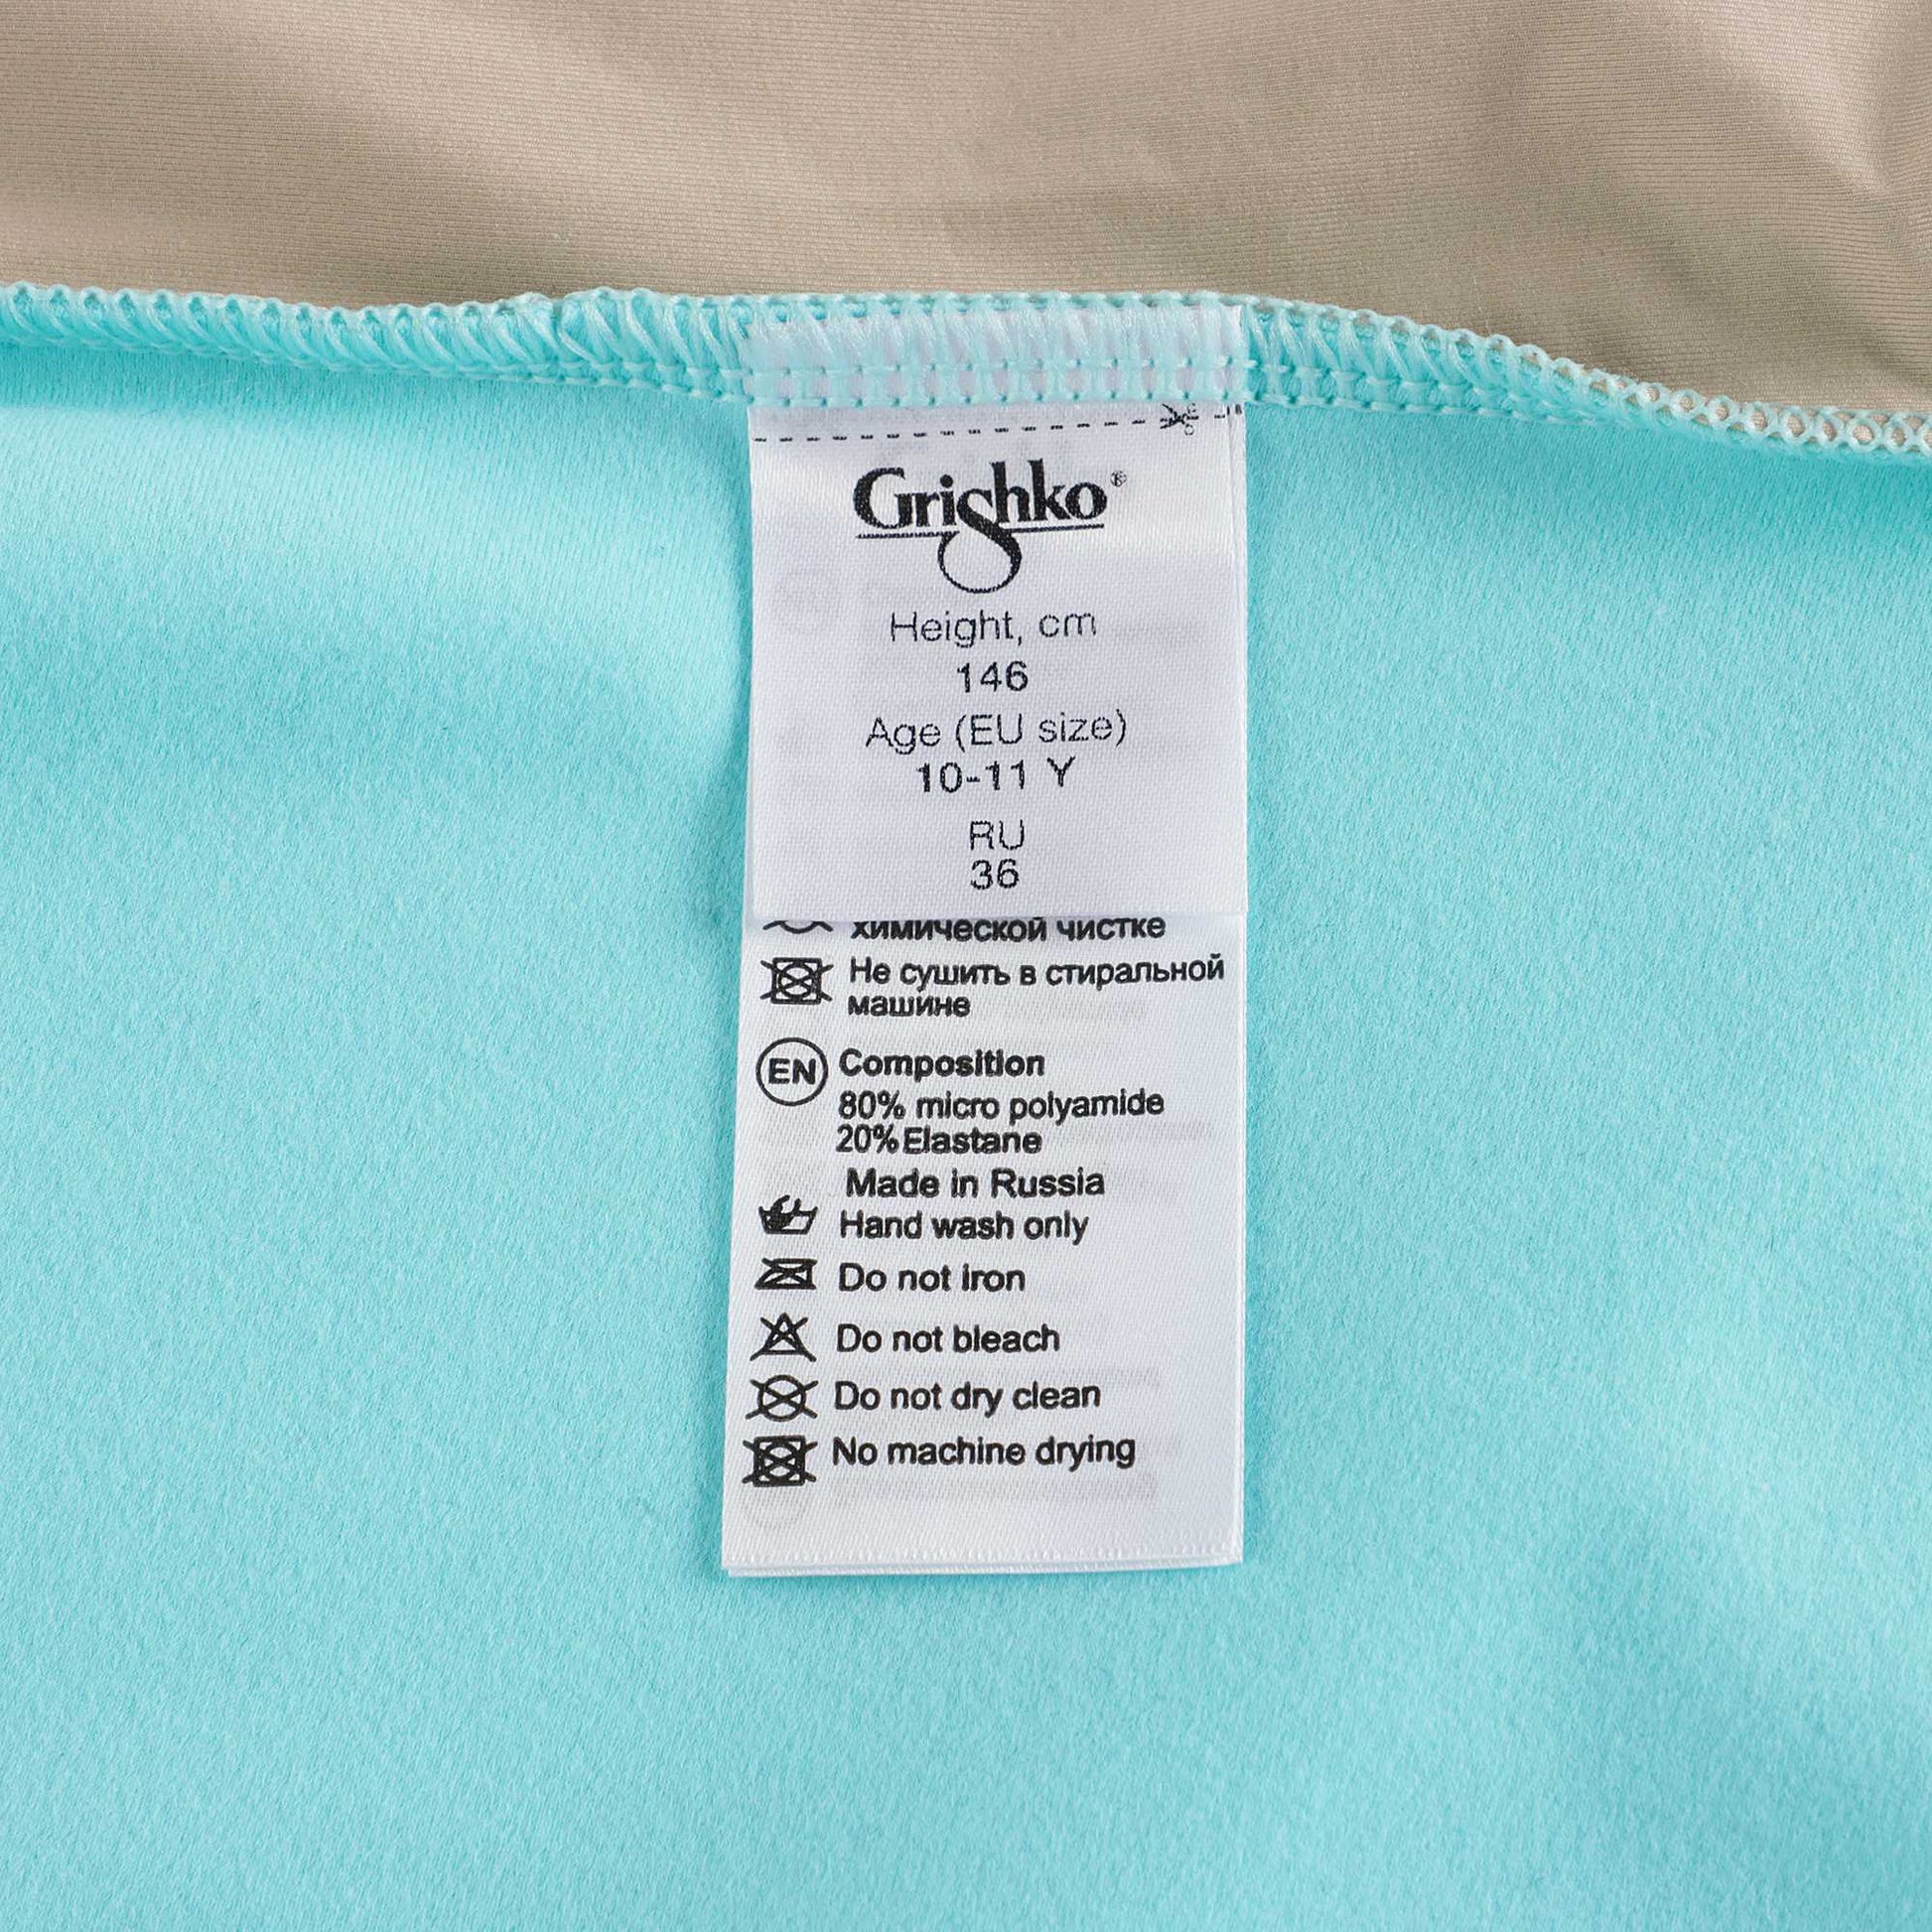 Grishko®
Height, cm
146
Age (EU size)
10-11 Y
RU
36
химической чистке
Не сушить в стиральной
машине
EN Composition
80% micro polyamide
20% Elastane
Made in Russia
Hand wash only
Do not iron
Do not bleach
Do not dry clean
No machine drying